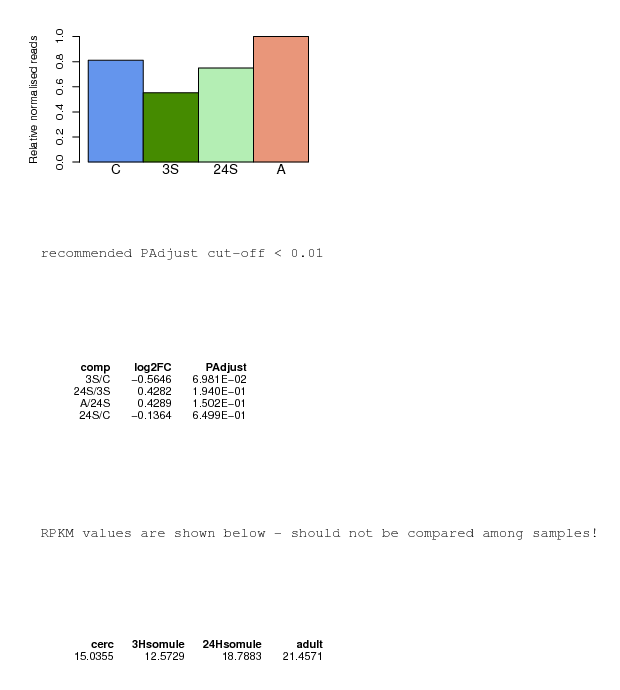 Relative normalised reads
1.0
0.8
0.6
0.4
0.2
0.0
C 3S 24S A
recommended PAdjust cut-off < 0.01
comp log2FC PAdjust
3S/C −0.5646 6.981E−02
24S/3S 0.4282 1.940E−01
A/24S 0.4289 1.502E−01
24S/C −0.1364 6.499E−01
RPKM values are shown below - should not be compared among samples!
cerc 3Hsomule 24Hsomule adult
15.0355 12.5729 18.7883 21.4571